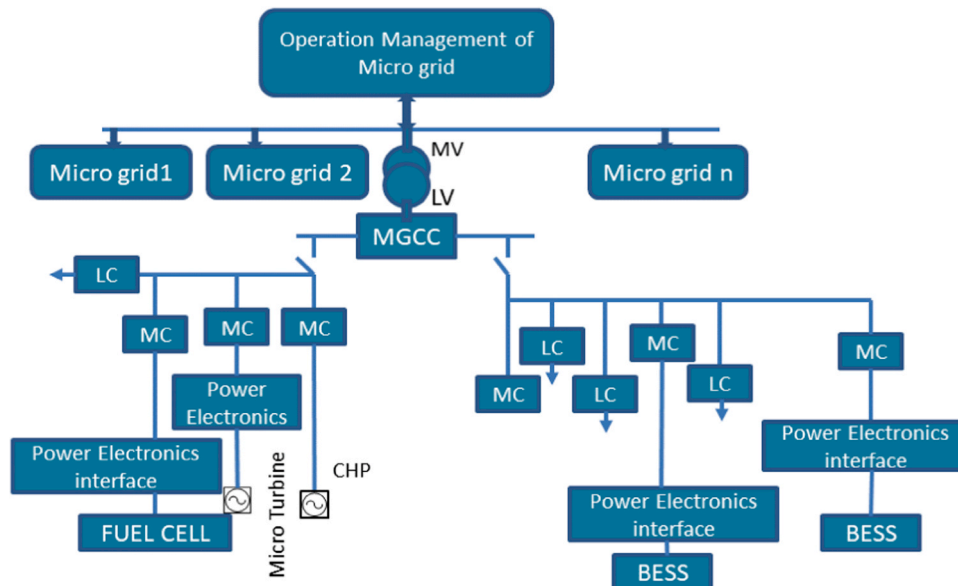 Operation Management of
Micro grid
MV
Micro grid1
Micro grid 2
Micro grid n
LV
MGCC
LC
MC
MC
MC
LC
MC
MC
MC
LC
LC
Power
Electronics
Power Electronics
interface
Micro Turbine
CHP
Power Electronics
interface
Power Electronics
interface
FUEL CELL
BESS
BESS